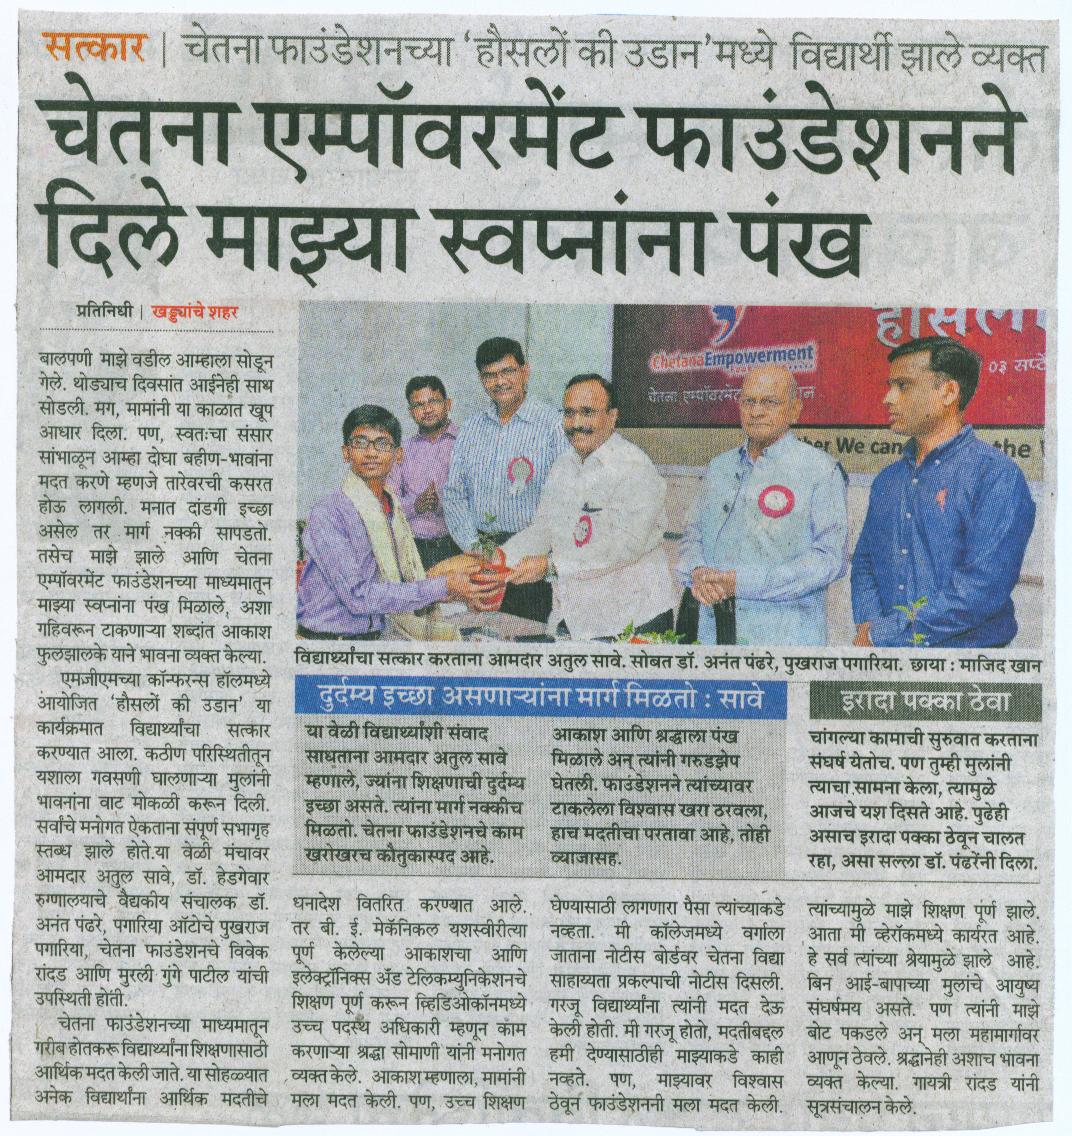 सत्कार | चेतना फाउंडेशनच्या 'हौसलों की उडान'मध्ये विद्यार्थी झाले व्यक्त
चेतना एम्पॉवरमेंट फाउंडेशनने
दिले माझ्या स्वप्नांना पंख
प्रतिनिधी | खड्ड्यांचे शहर
बालपणी माझे वडील आम्हाला सोडून
गेले. थोड्याच दिवसांत आईनेही साथ
सोडली. मग, मामांनी या काळात खूप
आधार दिला. पण, स्वतःचा संसार
सांभाळून आम्हा दोघा बहीण-भावांना
मदत करणे म्हणजे तारेवरची कसरत
होऊ लागली. मनात दांडगी इच्छा
असेल तर मार्ग नक्की सापडतो.
तसेच माझे झाले आणि चेतना
एम्पॉवरमेंट फाउंडेशनच्या माध्यमातून
माझ्या स्वप्नांना पंख मिळाले, अशा
गहिवरून टाकणाऱ्या शब्दांत आकाश
फुलझालके याने भावना व्यक्त केल्या.
एमजीएमच्या कॉन्फरन्स हॉलमध्ये
आयोजित 'हौसलों की उडान' या
कार्यक्रमात विद्यार्थ्यांचा सत्कार
करण्यात आला. कठीण परिस्थितीतून
यशाला गवसणी घालणाऱ्या मुलांनी
भावनांना वाट मोकळी करून दिली.
सर्वांचे मनोगत ऐकताना संपूर्ण सभागृह
स्तब्ध झाले होते.या वेळी मंचावर
आमदार अतुल सावे, डॉ. हेडगेवार
रुग्णालयाचे वैद्यकीय संचालक डॉ.
अनंत पंढरे, पगारिया ऑटोचे पुखराज
पगारिया, चेतना फाउंडेशनचे विवेक
रांदड आणि मुरली गुंगे पाटील यांची
उपस्थिती होती.
चेतना फाउंडेशनच्या माध्यमातून
गरीब होतकरू विद्यार्थ्यांना शिक्षणासाठी
आर्थिक मदत केली जाते. या सोहळ्यात
अनेक विद्यार्थांना आर्थिक मदतीचे
Chetana Empowerment
हौसलों
०३ सप्टें
चेतना एम्पॉवरमें
We can
the
विद्यार्थ्यांचा सत्कार करताना आमदार अतुल सावे. सोबत डॉ. अनंत पंढरे, पुखराज पगारिया. छाया : माजिद खान
दुर्दम्य इच्छा असणाऱ्यांना मार्ग मिळतो : सावे
या वेळी विद्यार्थ्यांशी संवाद
साधताना आमदार अतुल सावे
म्हणाले, ज्यांना शिक्षणाची दुर्दम्य
इच्छा असते. त्यांना मार्ग नक्कीच
मिळतो. चेतना फाउंडेशनचे काम
खरोखरच कौतुकास्पद आहे.
आकाश आणि श्रद्धाला पंख
मिळाले अन् त्यांनी गरुडझेप
घेतली. फाउंडेशनने त्यांच्यावर
टाकलेला विश्वास खरा ठरवला,
हाच मदतीचा परतावा आहे, तोही
व्याजासह.
इरादा पक्का ठेवा
चांगल्या कामाची सुरुवात करताना
संघर्ष येतोच. पण तुम्ही मुलांनी
त्याचा सामना केला, त्यामुळे
आजचे यश दिसते आहे. पुढेही
असाच इरादा पक्का ठेवून चालत
रहा, असा सल्ला डॉ. पंढरेंनी दिला.
धनादेश वितरित करण्यात आले.
तर बी. ई. मेकॅनिकल यशस्वीरीत्या
पूर्ण केलेल्या आकाशचा आणि
इलेक्ट्रॉनिक्स अँड टेलिकम्युनिकेशनचे
शिक्षण पूर्ण करून व्हिडिओकॉनमध्ये
उच्च पदस्थ अधिकारी म्हणून काम
करणाऱ्या श्रद्धा सोमाणी यांनी मनोगत
व्यक्त केले. आकाश म्हणाला, मामांनी
मला मदत केली. पण, उच्च शिक्षण
घेण्यासाठी लागणारा पैसा त्यांच्याकडे
नव्हता. मी कॉलेजमध्ये वर्गाला
जाताना नोटीस बोर्डवर चेतना विद्या
साहाय्यता प्रकल्पाची नोटीस दिसली.
गरजू विद्यार्थ्यांना त्यांनी मदत देऊ
केली होती. मी गरजू होतो, मदतीबद्दल
हमी देण्यासाठीही माझ्याकडे काही
नव्हते. पण, माझ्यावर विश्वास
ठेवून फाउंडेशननी मला मदत केली.
त्यांच्यामुळे माझे शिक्षण पूर्ण झाले.
आता मी व्हेरॉकमध्ये कार्यरत आहे.
हे सर्व त्यांच्या श्रेयामुळे झाले आहे.
बिन आई-बापाच्या मुलांचे आयुष्य
संघर्षमय असते. पण त्यांनी माझे
बोट पकडले अन् मला महामार्गावर
आणून ठेवले. श्रद्धानेही अशाच भावना
व्यक्त केल्या. गायत्री रांदड यांनी
सूत्रसंचालन केले.